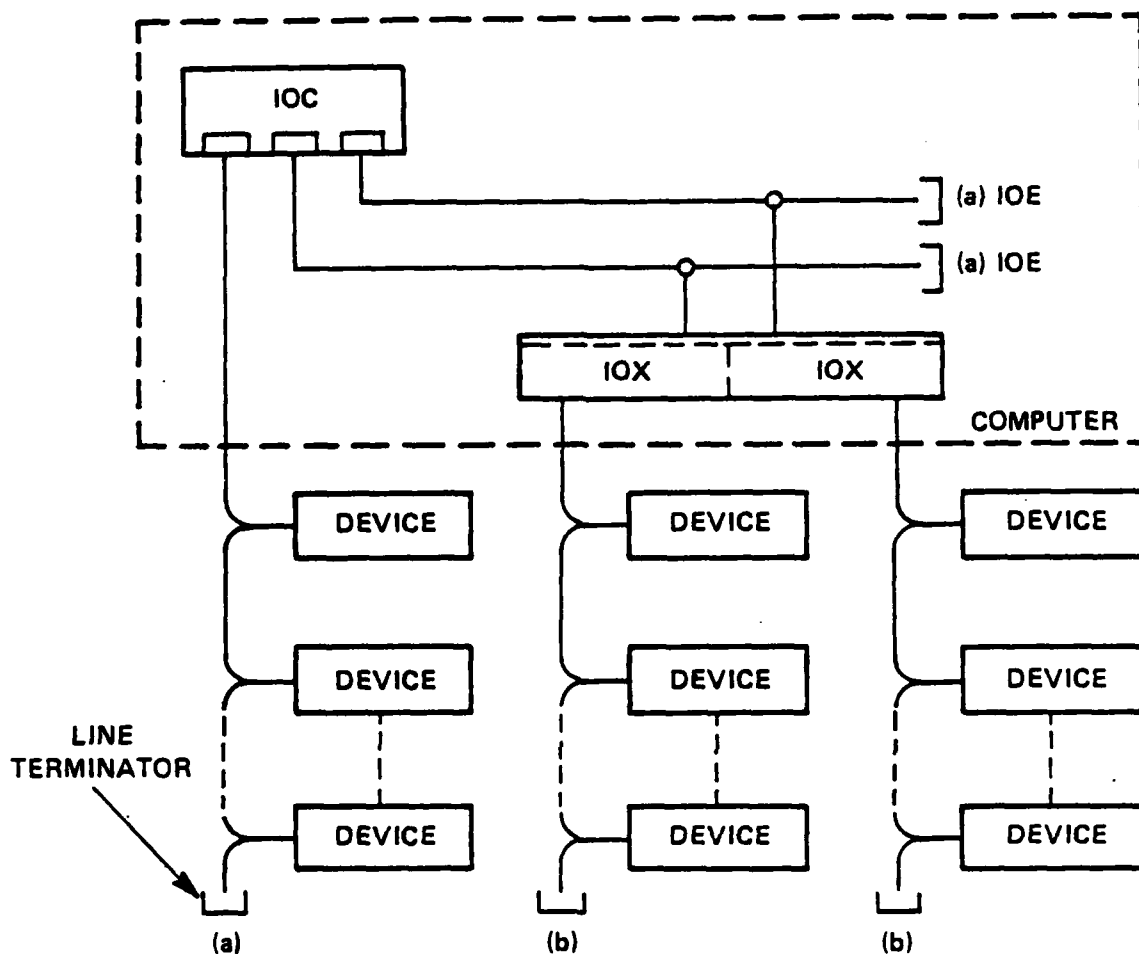 IOC
(a) IOE
(a) IOE
IOX IOX
COMPUTER
DEVICE DEVICE DEVICE
DEVICE DEVICE DEVICE
LINE
TERMINATOR
DEVICE DEVICE DEVICE
(a) (b) (b)